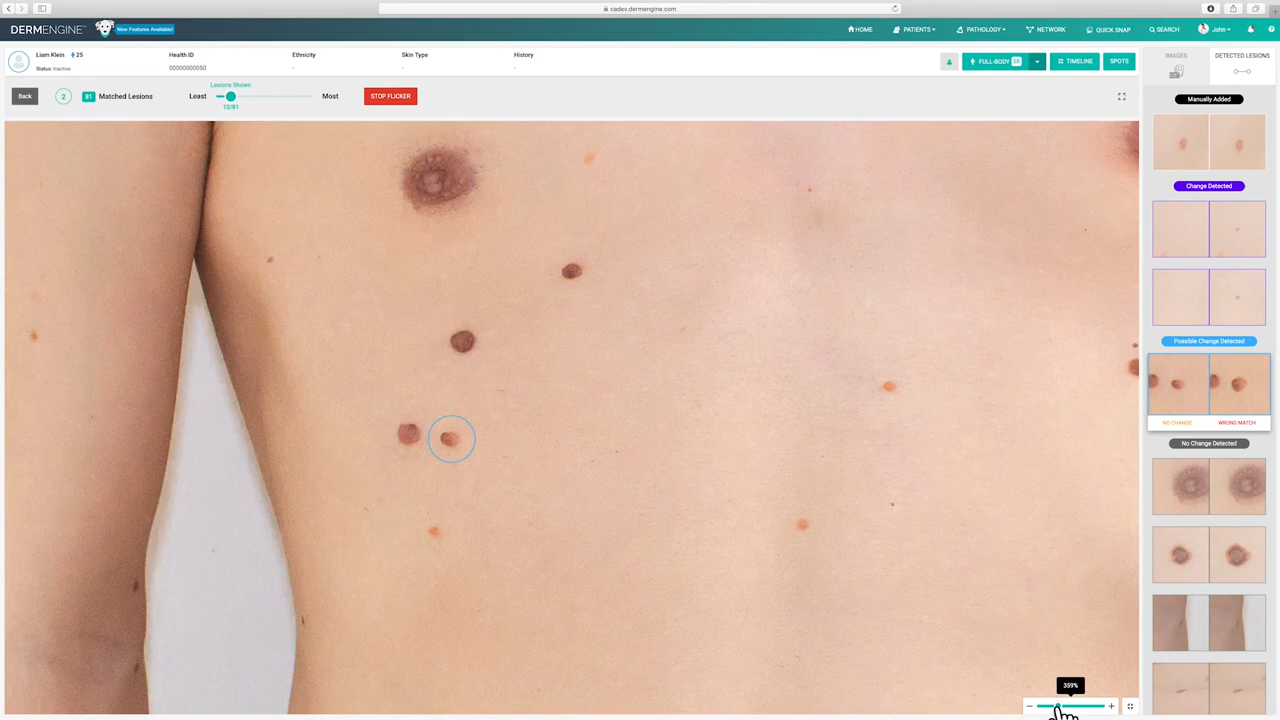 cadev.dermengine.com
DERMENGINE
New Features Available!
HOME
PATIENTS
PATHOLOGY
NETWORK
QUICK SNAP
SEARCH
John
Liam Klein 25
Status: Inactive
Health ID
00000000050
Ethnicity
-
Skin Type
-
History
-
FULL-BODY 58
TIMELINE
SPOTS
IMAGES
DETECTED LESIONS
Back
2
81 Matched Lesions
Lesions Shown
Least
Most
12/81
STOP FLICKER
Manually Added
Change Detected
Possible Change Detected
NO CHANGE
WRONG MATCH
No Change Detected
359%